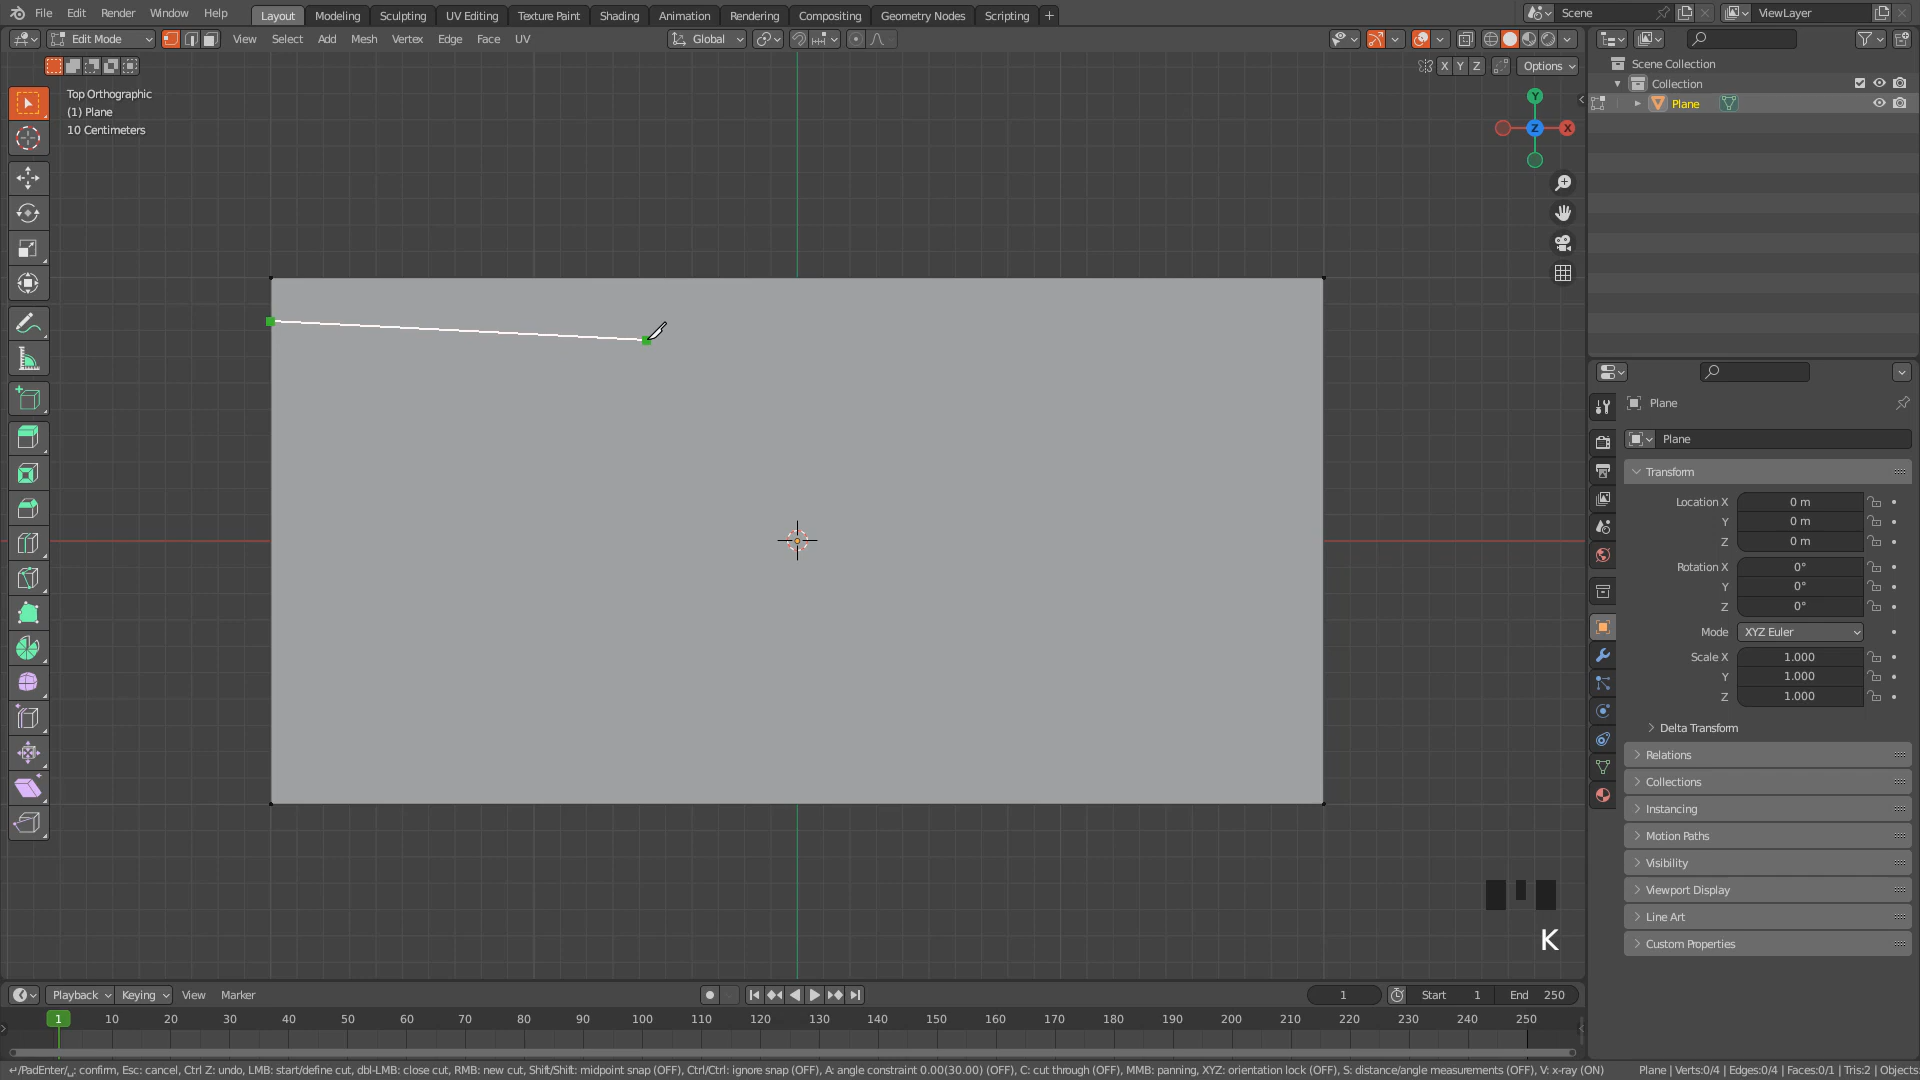 File Edit Render Window Help Layout Modeling Sculpting UV Editing Texture Paint Shading Animation Rendering Compositing Geometry Nodes Scripting + Scene ViewLayer
Edit Mode View Select Add Mesh Vertex Edge Face UV Global
X Y Z Options
Scene Collection
Collection
Plane
Top Orthographic
(1) Plane
10 Centimeters
Y
Z X
Plane
Plane
Transform
Location X 0 m
Y 0 m
Z 0 m
Rotation X 0°
Y 0°
Z 0°
Mode XYZ Euler
Scale X 1.000
Y 1.000
Z 1.000
Delta Transform
Relations
Collections
Instancing
Motion Paths
Visibility
Viewport Display
Line Art
Custom Properties
K
Playback Keying View Marker 1 Start 1 End 250
1 10 20 30 40 50 60 70 80 90 100 110 120 130 140 150 160 170 180 190 200 210 220 230 240 250
: confirm, Esc: cancel, Ctrl Z: undo, LMB: start/define cut, dbl-LMB: close cut, RMB: new cut, Shift/Shift: midpoint snap (OFF), Ctrl/Ctrl: ignore snap (OFF), A: angle constraint 0.00(30.00) (OFF), C: cut through (OFF), MMB: panning, XYZ: orientation lock (OFF), S: distance/angle measurements (OFF), V: x-ray (ON) Plane | Verts:0/4 | Edges:0/4 | Faces:0/1 | Tris:2 | Objects: